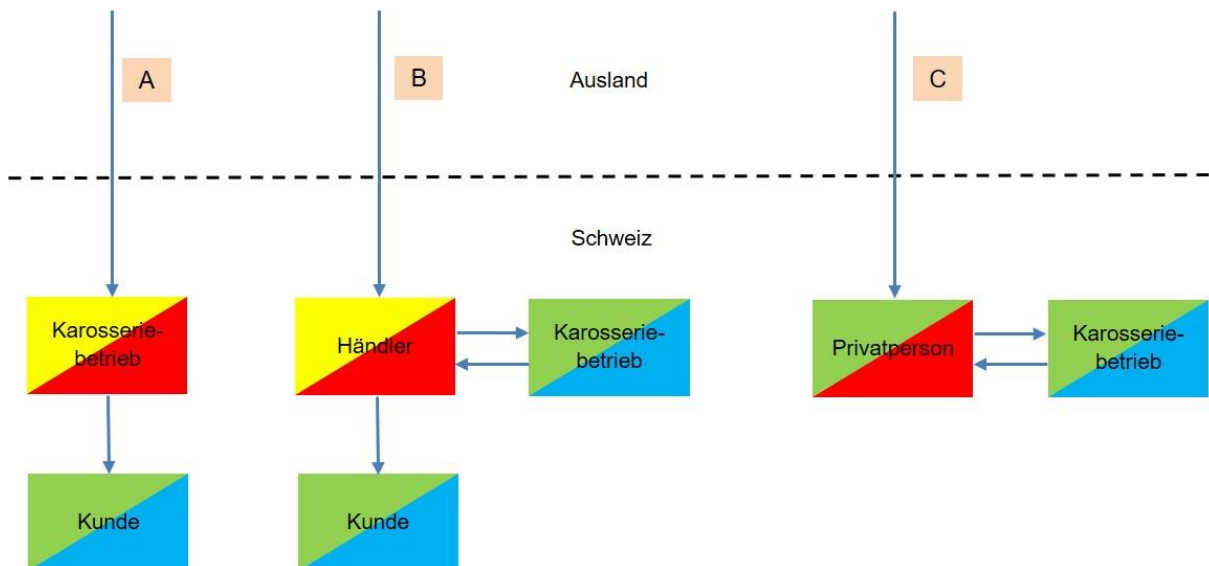 A
B
Ausland
C
Schweiz
Karosserie-
betrieb
Händler
Karosserie-
betrieb
Privatperson
Karosserie-
betrieb
Kunde
Kunde